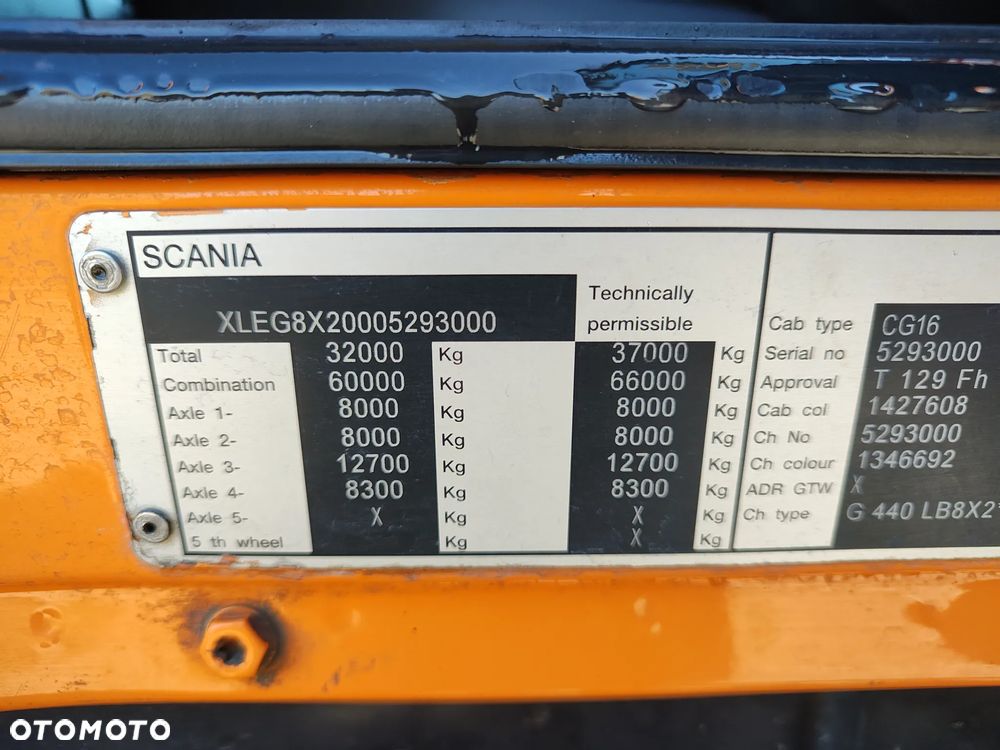 SCANIA
XLEG8X20005293000
Technically
permissible
Total 32000 Kg 37000 Kg
Combination 60000 Kg 66000 Kg
Axle 1- 8000 Kg 8000 Kg
Axle 2- 8000 Kg 8000 Kg
Axle 3- 12700 Kg 12700 Kg
Axle 4- 8300 Kg 8300 Kg
Axle 5- X Kg X Kg
5 th wheel Kg X Kg
Cab type CG16
Serial no 5293000
Approval T 129 Fh
Cab col 1427608
Ch No 5293000
Ch colour 1346692
ADR GTW X
Ch type G 440 LB8X2
OTOMOTO